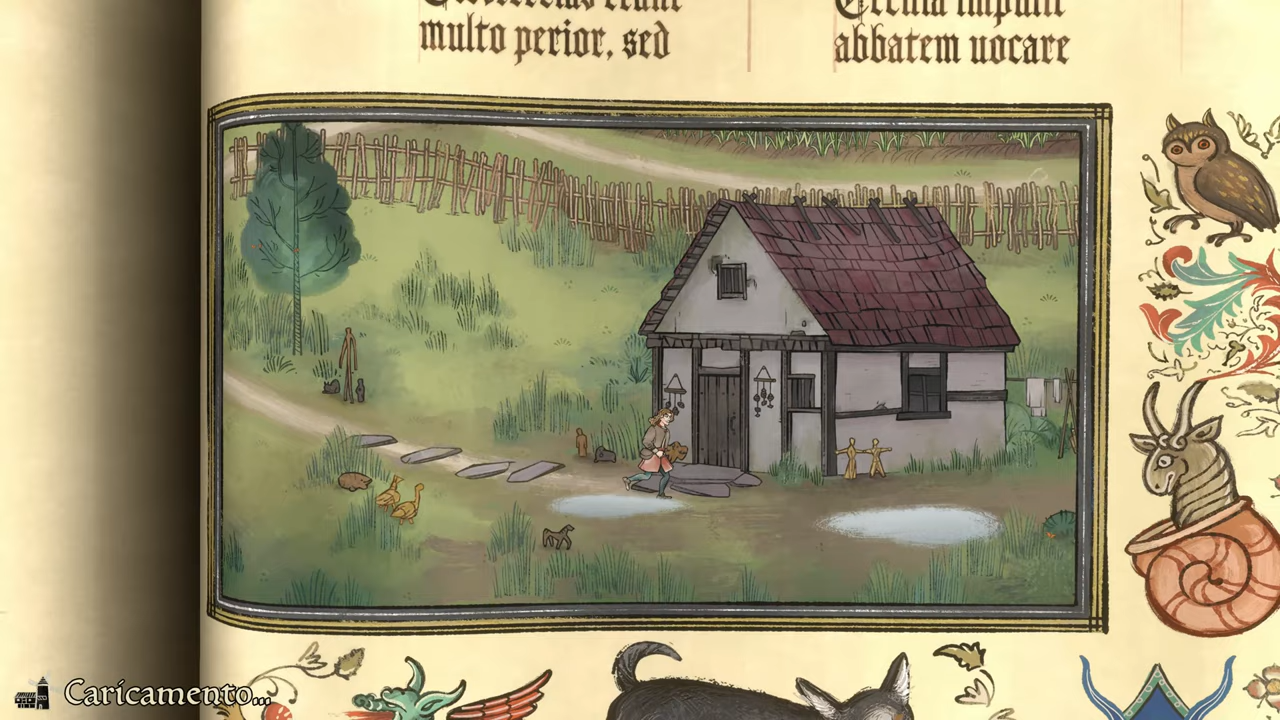 multo perior, sed
abbatem uocare
Caricamento...